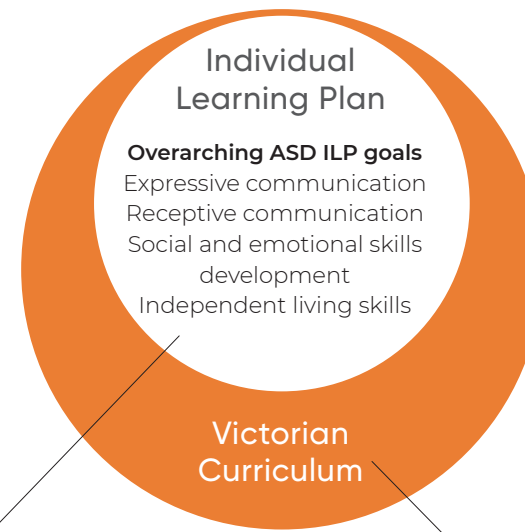 Individual
Learning Plan
Overarching ASD ILP goals
Expressive communication
Receptive communication
Social and emotional skills
development
Independent living skills
Victorian
Curriculum